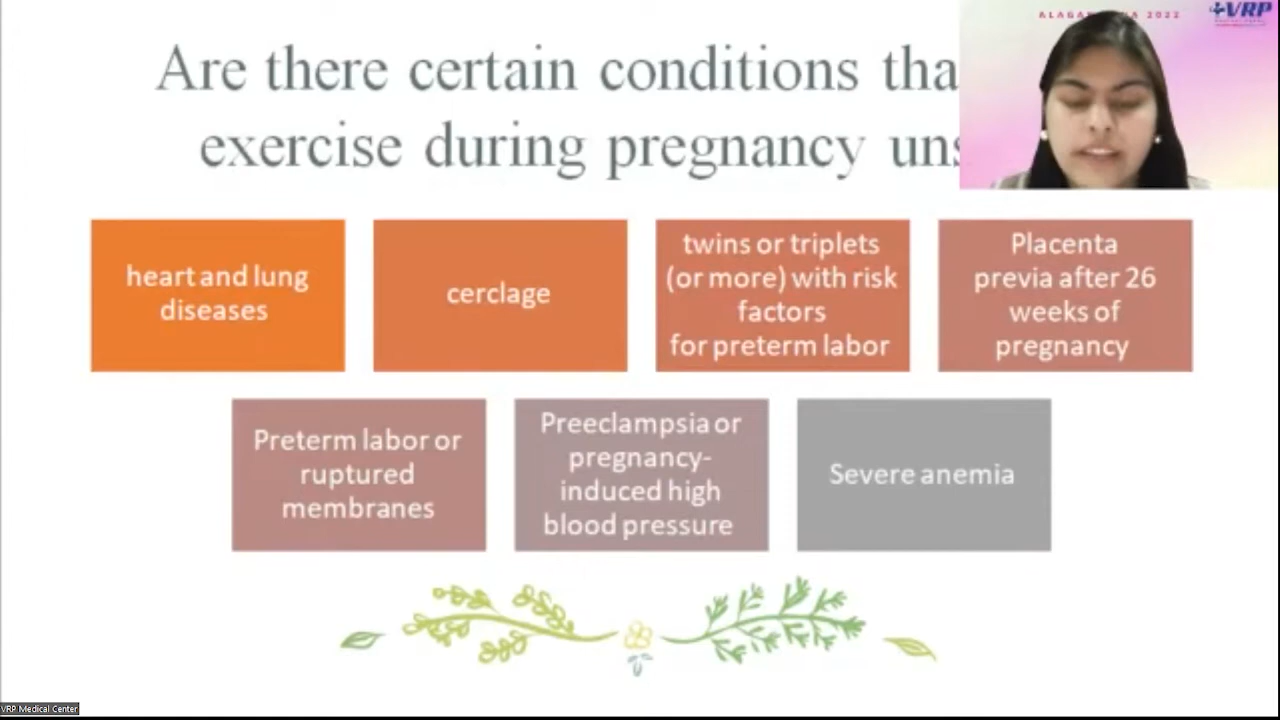 2022
VRP
Are there certain conditions
exercise during pregnancy
heart and lung
diseases
cerclage
twins or triplets
(or more) with risk
factors
for preterm labor
Placenta
previa after 26
weeks of
pregnancy
Preterm labor or
ruptured
membranes
Preeclampsia or
pregnancy-
induced high
blood pressure
Severe anemia
VRP Medical Center